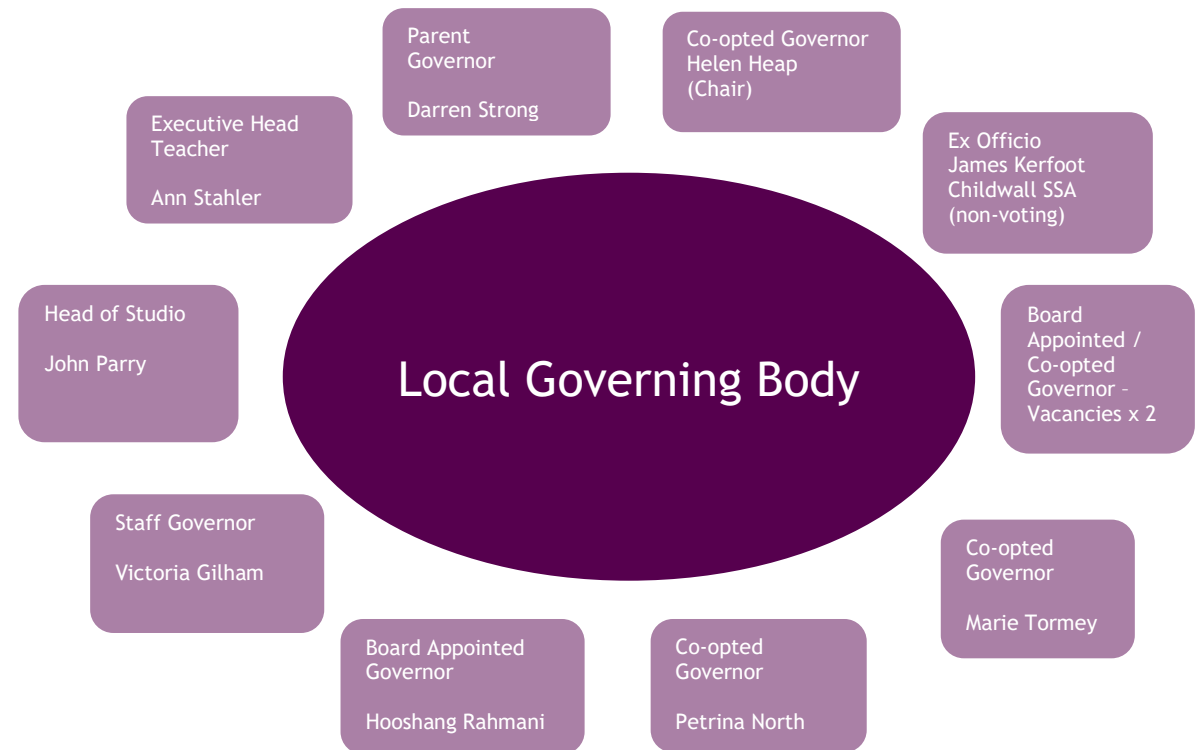 Parent
Governor
Darren Strong
Co-opted Governor
Helen Heap
(Chair)
Executive Head
Teacher
Ann Stahler
Ex Officio
James Kerfoot
Childwall SSA
(non-voting)
Head of Studio
John Parry
Local Governing Body
Board
Appointed /
Co-opted
Governor –
Vacancies x 2
Staff Governor
Victoria Gilham
Co-opted
Governor
Marie Tormey
Board Appointed
Governor
Hooshang Rahmani
Co-opted
Governor
Petrina North